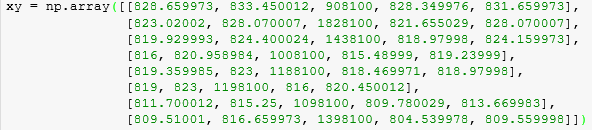 xy = np.array([[828.659973, 833.450012, 908100, 828.349976, 831.659973],
[823.02002, 828.070007, 1828100, 821.655029, 828.070007],
[819.929993, 824.400024, 1438100, 818.97998, 824.159973],
[816, 820.958984, 1008100, 815.48999, 819.23999],
[819.359985, 823, 1188100, 818.469971, 818.97998],
[819, 823, 1198100, 816, 820.450012],
[811.700012, 815.25, 1098100, 809.780029, 813.669983],
[809.51001, 816.659973, 1398100, 804.539978, 809.559998]])